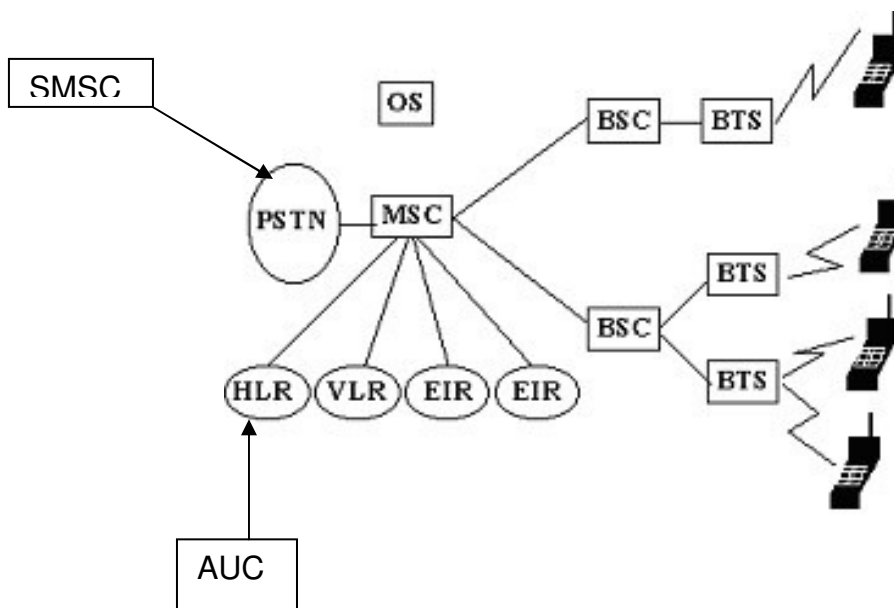 SMSC
OS
BSC
BTS
PSTN
MSC
BTS
BSC
BTS
HLR
VLR
EIR
EIR
AUC